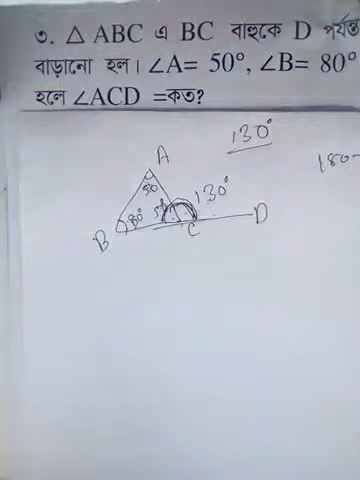 ৩. △ ABC এ BC বাহুকে D পর্যন্ত
বাড়ানো হল। ∠A= 50°, ∠B= 80°
হলে ∠ACD =কত?
130°
180-
A
50
130°
B 80° C D